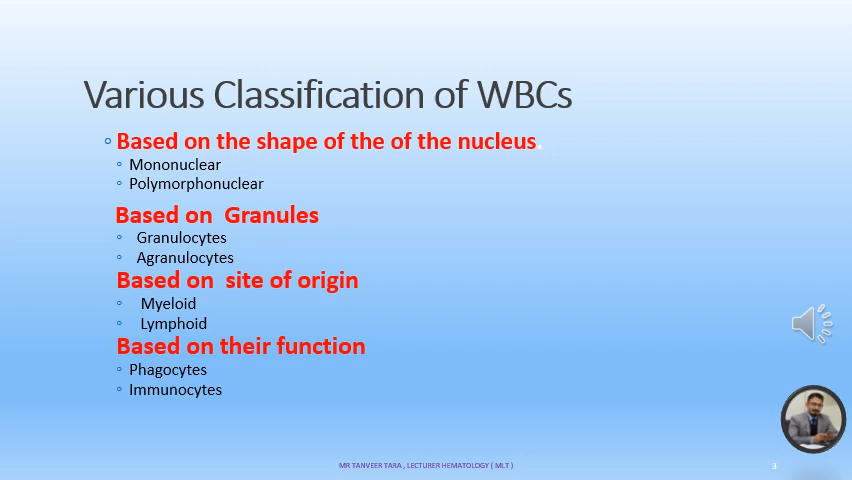 Various Classification of WBCs
Based on the shape of the of the nucleus.
Mononuclear
Polymorphonuclear
Based on Granules
Granulocytes
Agranulocytes
Based on site of origin
Myeloid
Lymphoid
Based on their function
Phagocytes
Immunocytes
MR TANVEER TARA , LECTURER HEMATOLOGY ( MLT )
3